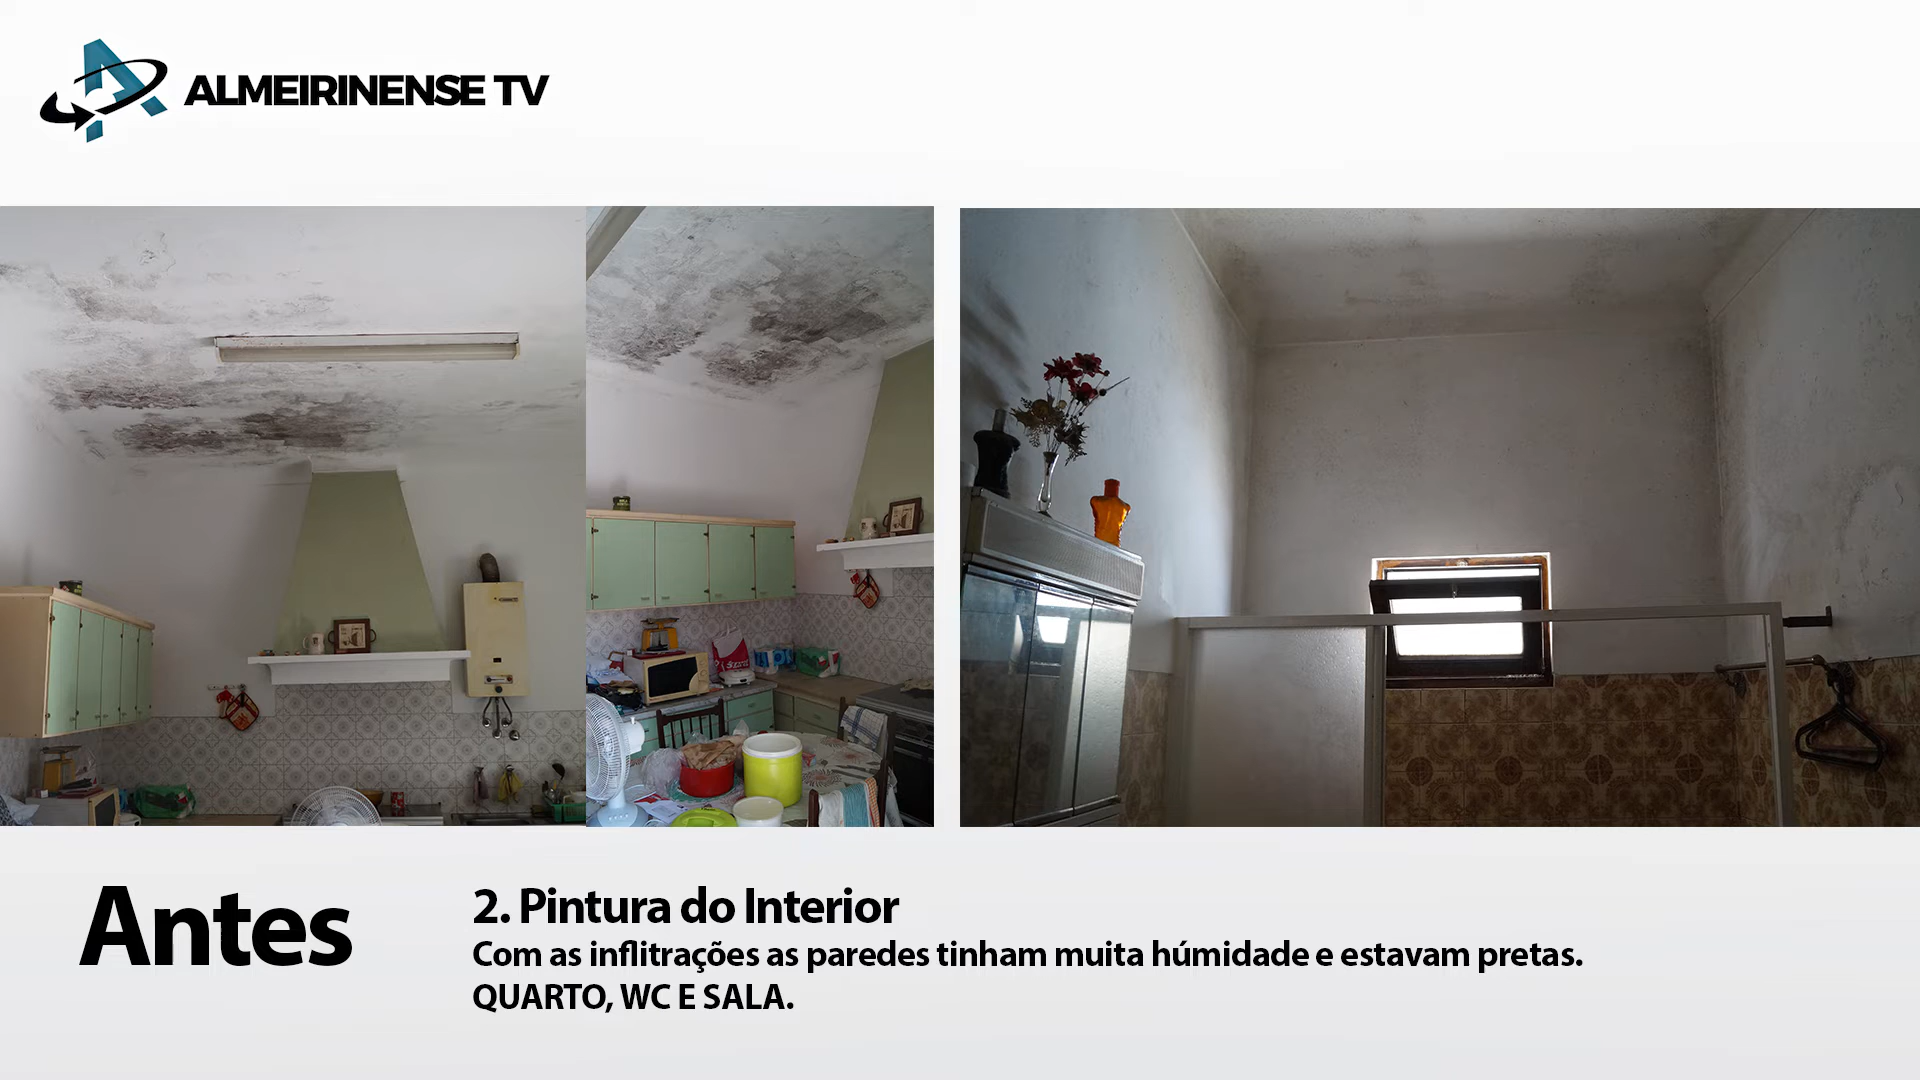 ALMEIRINENSE TV
Antes
2. Pintura do Interior
Com as inflitrações as paredes tinham muita húmidade e estavam pretas.
QUARTO, WC E SALA.